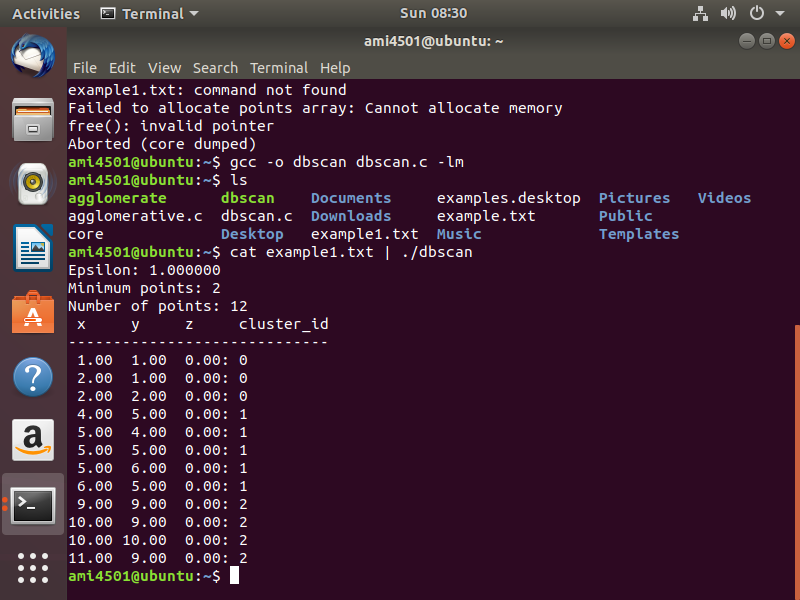 Activities Terminal Sun 08:30
ami4501@ubuntu: ~
File Edit View Search Terminal Help
example1.txt: command not found
Failed to allocate points array: Cannot allocate memory
free(): invalid pointer
Aborted (core dumped)
ami4501@ubuntu:~$ gcc -o dbscan dbscan.c -lm
ami4501@ubuntu:~$ ls
agglomerate dbscan Documents examples.desktop Pictures Videos
agglomerative.c dbscan.c Downloads example.txt Public
core Desktop example1.txt Music Templates
ami4501@ubuntu:~$ cat example1.txt | ./dbscan
Epsilon: 1.000000
Minimum points: 2
Number of points: 12
x y z cluster_id
-----------------------------
1.00 1.00 0.00: 0
2.00 1.00 0.00: 0
2.00 2.00 0.00: 0
4.00 5.00 0.00: 1
5.00 4.00 0.00: 1
5.00 5.00 0.00: 1
5.00 6.00 0.00: 1
6.00 5.00 0.00: 1
9.00 9.00 0.00: 2
10.00 9.00 0.00: 2
10.00 10.00 0.00: 2
11.00 9.00 0.00: 2
ami4501@ubuntu:~$